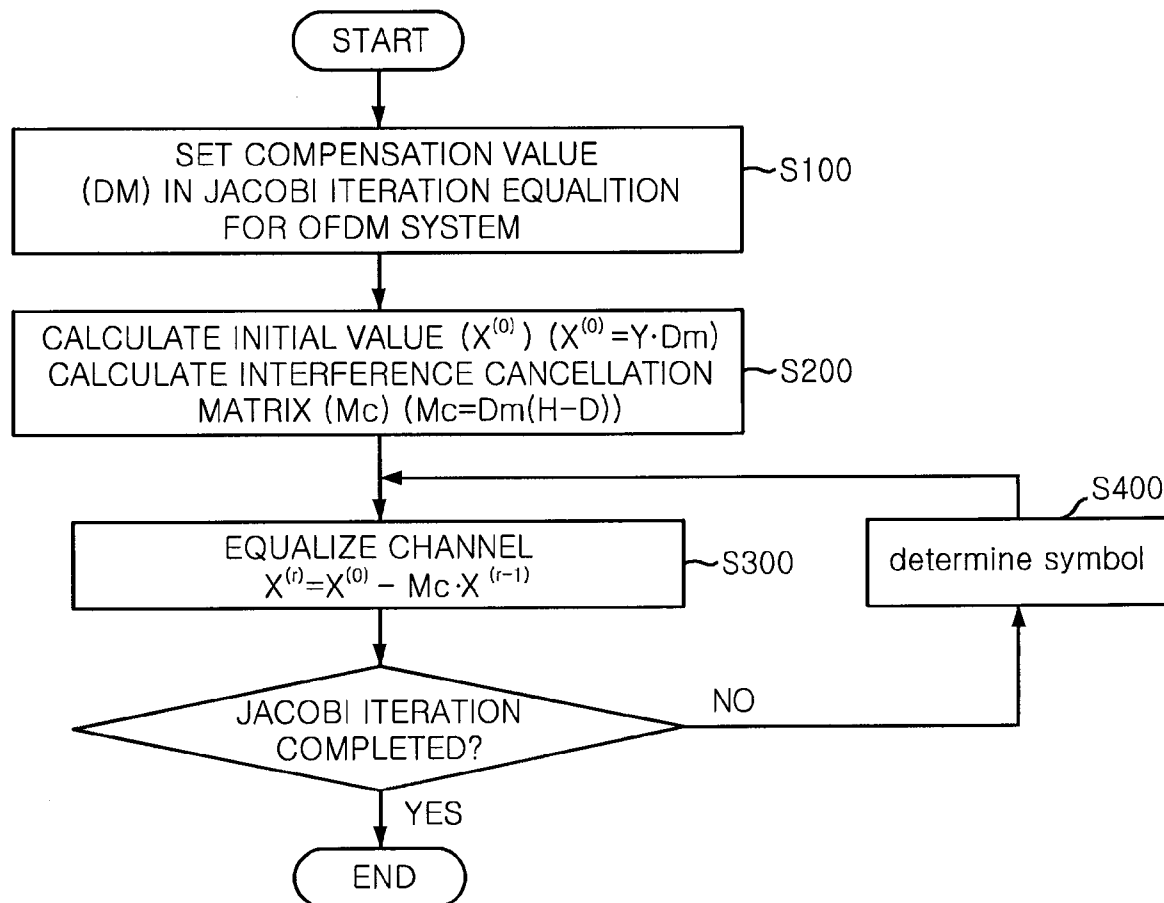 START
SET COMPENSATION VALUE
(DM) IN JACOBI ITERATION EQUALITION
FOR OFDM SYSTEM
S100
CALCULATE INITIAL VALUE (X⁽⁰⁾) (X⁽⁰⁾=Y·Dm)
CALCULATE INTERFERENCE CANCELLATION
MATRIX (Mc) (Mc=Dm(H-D))
S200
EQUALIZE CHANNEL
X⁽ʳ⁾=X⁽⁰⁾ - Mc·X⁽ʳ⁻¹⁾
S300
S400
determine symbol
JACOBI ITERATION
COMPLETED?
NO
YES
END